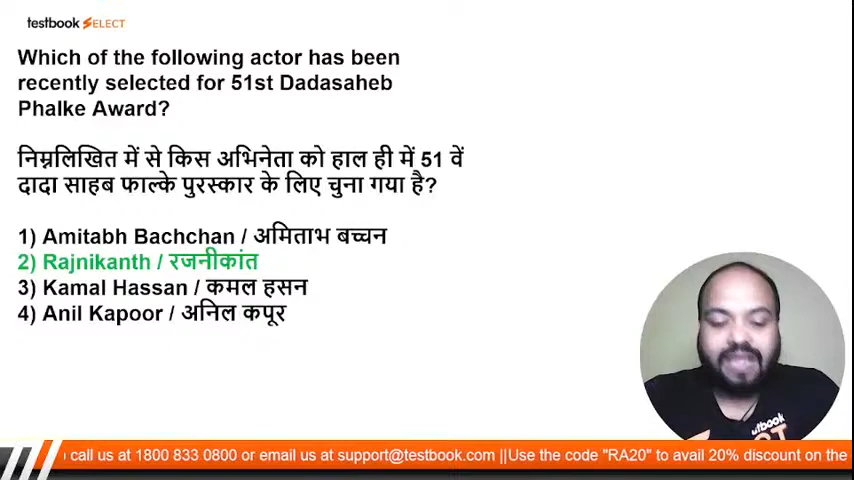 testbook SELECT
Which of the following actor has been
recently selected for 51st Dadasaheb
Phalke Award?
निम्नलिखित में से किस अभिनेता को हाल ही में 51 वें
दादा साहब फाल्के पुरस्कार के लिए चुना गया है?
1) Amitabh Bachchan / अमिताभ बच्चन
2) Rajnikanth / रजनीकांत
3) Kamal Hassan / कमल हसन
4) Anil Kapoor / अनिल कपूर
call us at 1800 833 0800 or email us at support@testbook.com ||Use the code "RA20" to avail 20% discount on the